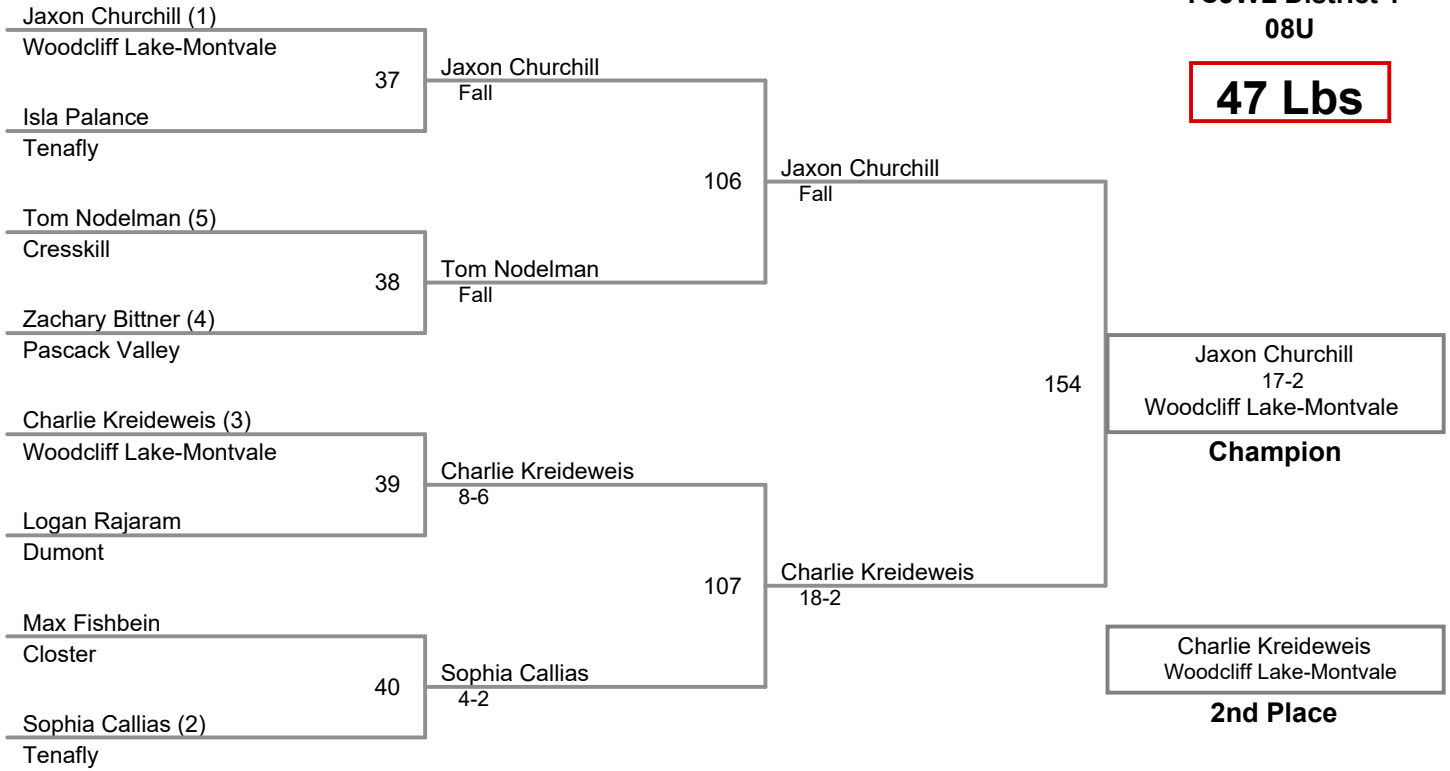 08U
47 Lbs
Jaxon Churchill (1)
Woodcliff Lake-Montvale
37
Isla Palance
Tenafly
Jaxon Churchill
Fall
Tom Nodelman (5)
Cresskill
38
Zachary Bittner (4)
Pascack Valley
Tom Nodelman
Fall
106
Jaxon Churchill
Fall
Charlie Kreideweis (3)
Woodcliff Lake-Montvale
39
Logan Rajaram
Dumont
Charlie Kreideweis
8-6
Max Fishbein
Closter
40
Sophia Callias (2)
Tenafly
Sophia Callias
4-2
107
Charlie Kreideweis
18-2
154
Jaxon Churchill
17-2
Woodcliff Lake-Montvale
Champion
Charlie Kreideweis
Woodcliff Lake-Montvale
2nd Place